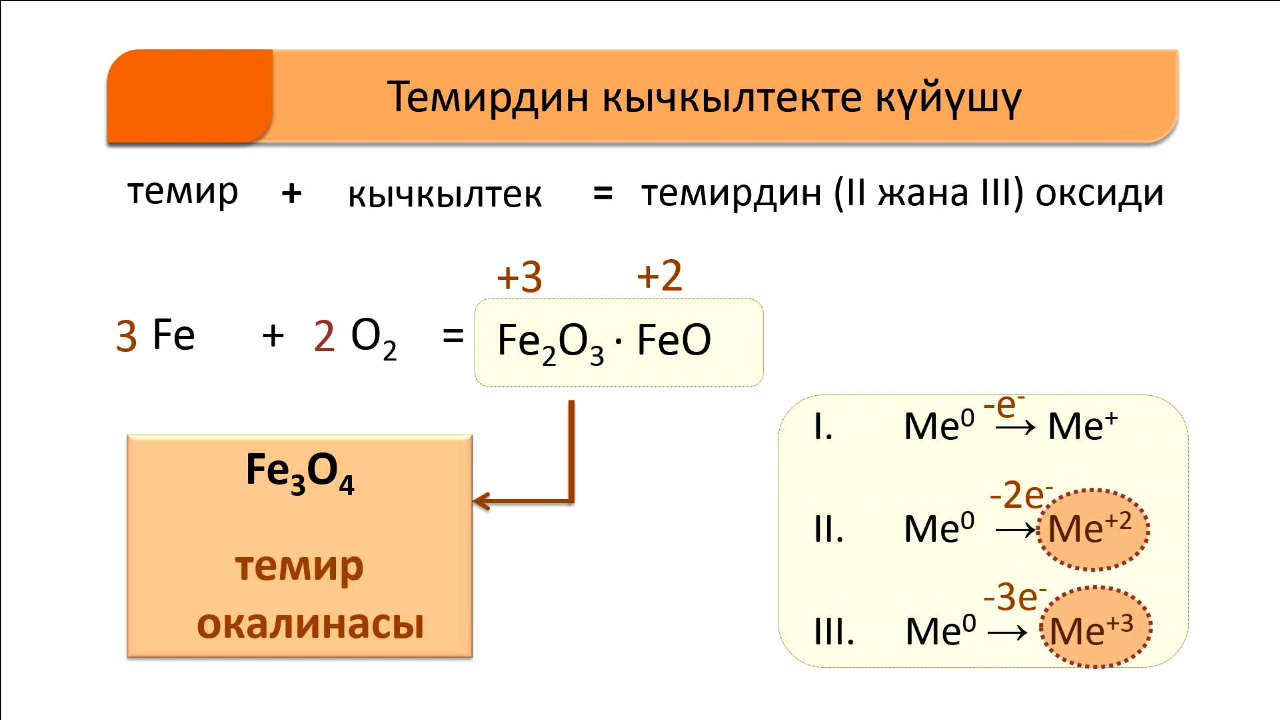 Темирдин кычкылтекте күйүшү
темир + кычкылтек = темирдин (II жана III) оксиди
+3 +2
3 Fe + 2 O₂ = Fe₂O₃ · FeO
Fe₃O₄
темир
окалинасы
-e⁻
I. Me⁰ → Me⁺
-2e⁻
II. Me⁰ → Me⁺²
-3e⁻
III. Me⁰ → Me⁺³